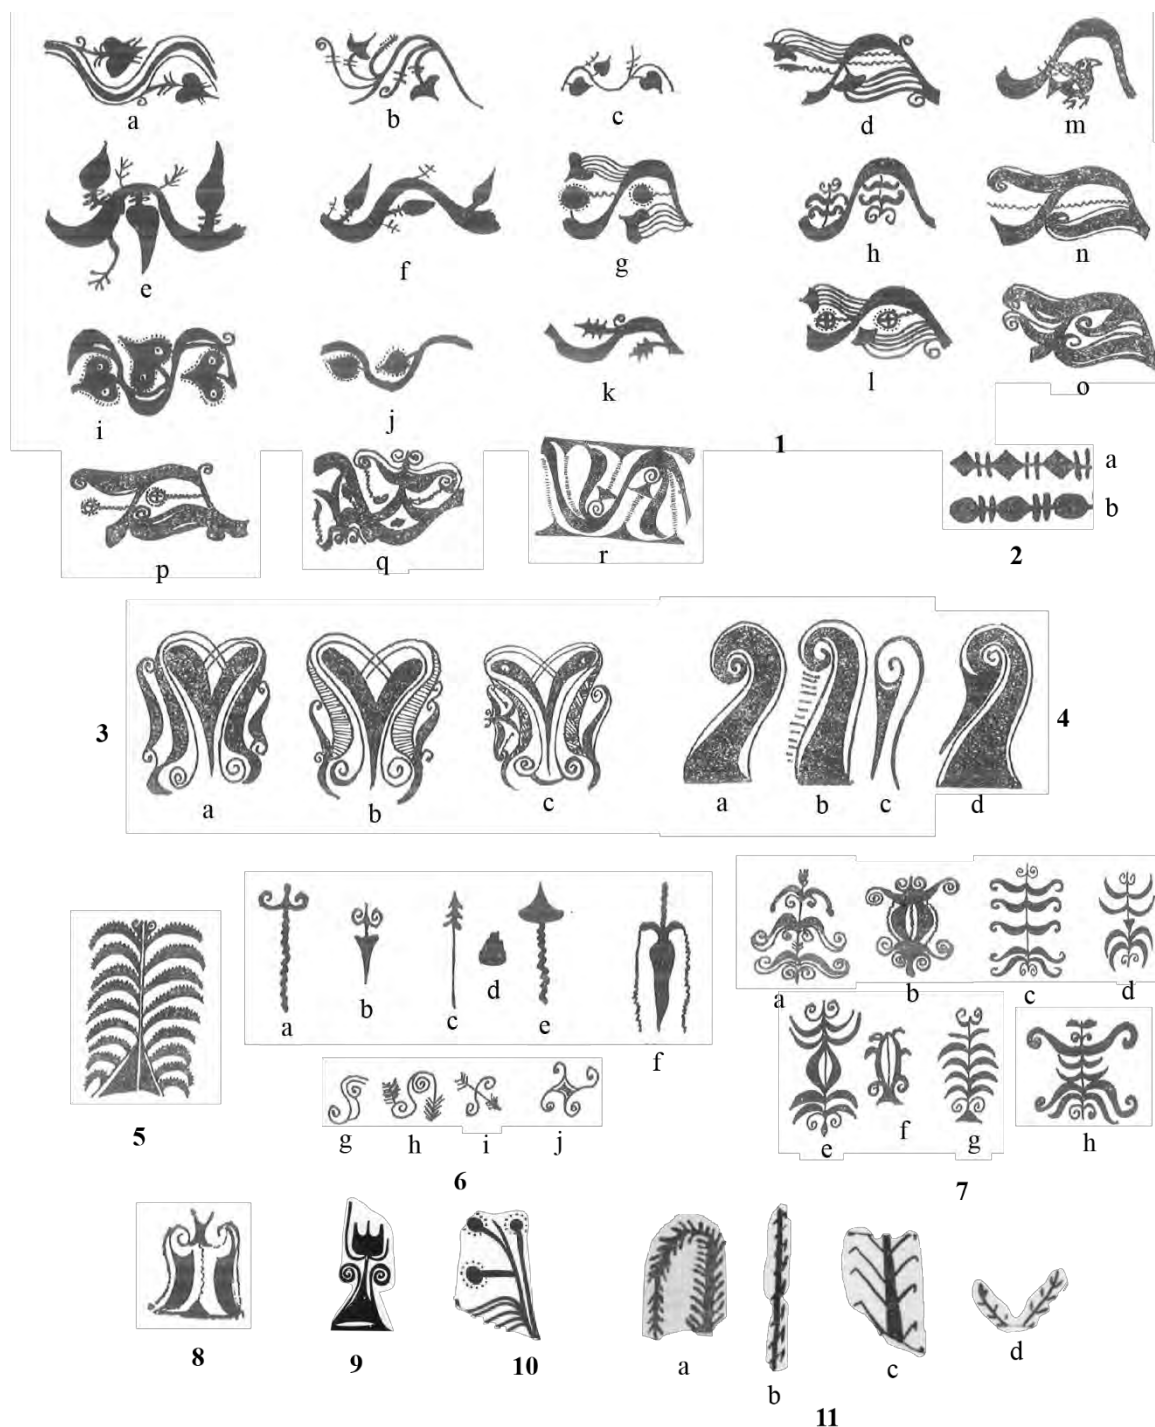 a b c d m
e f g h n
i j k l o
1
p q r
a
b
2
3 a b c
a b c d 4
a b c d e f
5
g h i j
6
a b c d
e f g h
7
8 9 10 a b c d
11